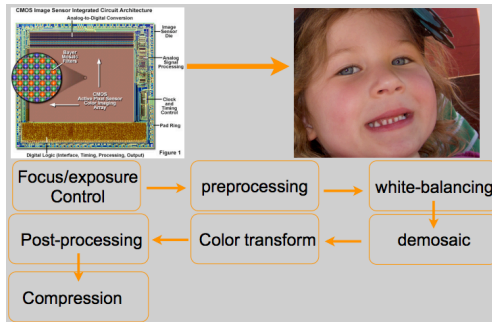 CMOS Image Sensor Integrated Circuit Architecture
Analog-to-Digital Conversion
Image
Sensor
Die
Bayer
Mosaic
Filters
Analog
Signal
Processing
CMOS
Active Pixel Sensor
Color Imaging
Array
Clock
and
Timing
Control
Pad Ring
Figure 1
Digital Logic (Interface, Timing, Processing, Output)
Focus/exposure
Control
preprocessing
white-balancing
Post-processing
Color transform
demosaic
Compression